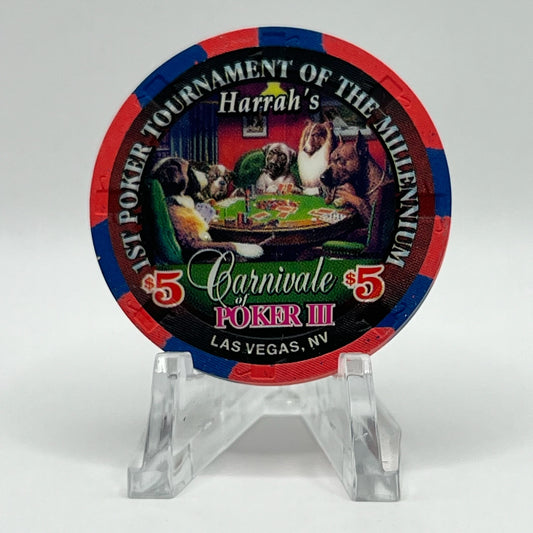 1ST POKER TOURNAMENT OF THE MILLENNIUM
Harrah's
$5 Carnivale $5
of
POKER III
LAS VEGAS, NV